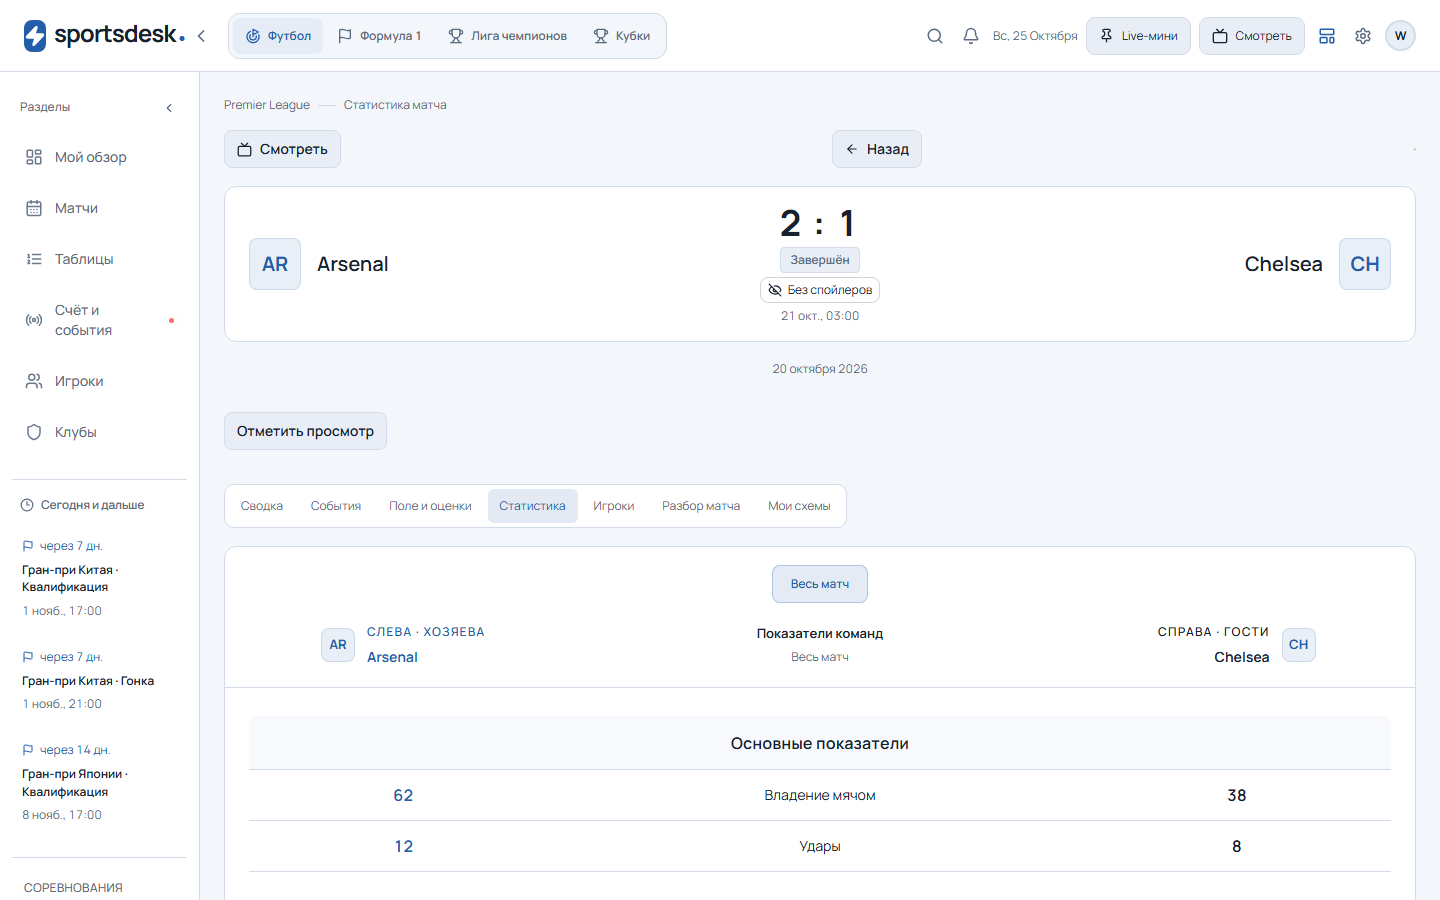 sportsdesk.
Футбол
Формула 1
Лига чемпионов
Кубки
Вс, 25 Октября
Live-мини
Смотреть
W
Разделы
Мой обзор
Матчи
Таблицы
Счёт и
события
Игроки
Клубы
Сегодня и дальше
через 7 дн.
Гран-при Китая ·
Квалификация
1 нояб., 17:00
через 7 дн.
Гран-при Китая · Гонка
1 нояб., 21:00
через 14 дн.
Гран-при Японии ·
Квалификация
8 нояб., 17:00
СОРЕВНОВАНИЯ
Premier League — Статистика матча
Смотреть
Назад
AR
Arsenal
2 : 1
Завершён
Без спойлеров
21 окт., 03:00
Chelsea
CH
20 октября 2026
Отметить просмотр
Сводка
События
Поле и оценки
Статистика
Игроки
Разбор матча
Мои схемы
Весь матч
AR
СЛЕВА · ХОЗЯЕВА
Arsenal
Показатели команд
Весь матч
СПРАВА · ГОСТИ
Chelsea
CH
Основные показатели
62 Владение мячом 38
12 Удары 8